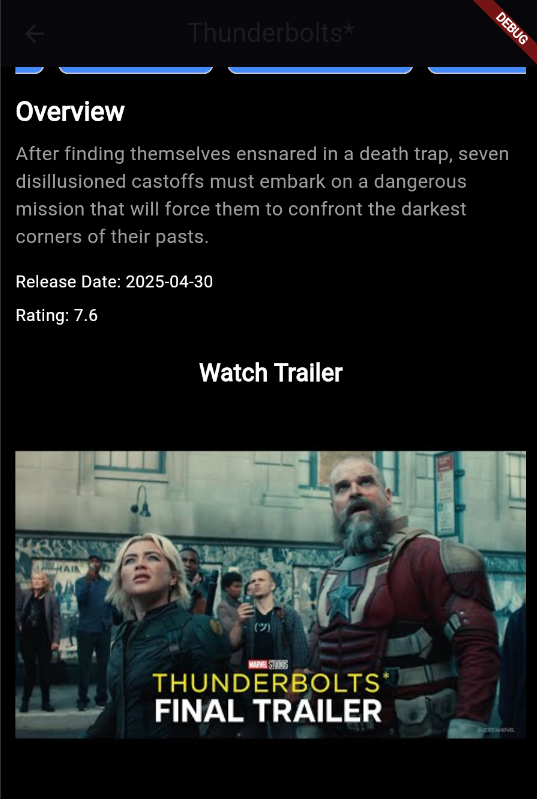 Thunderbolts*
DEBUG
Overview
After finding themselves ensnared in a death trap, seven
disillusioned castoffs must embark on a dangerous
mission that will force them to confront the darkest
corners of their pasts.
Release Date: 2025-04-30
Rating: 7.6
Watch Trailer
MARVEL STUDIOS
THUNDERBOLTS*
FINAL TRAILER